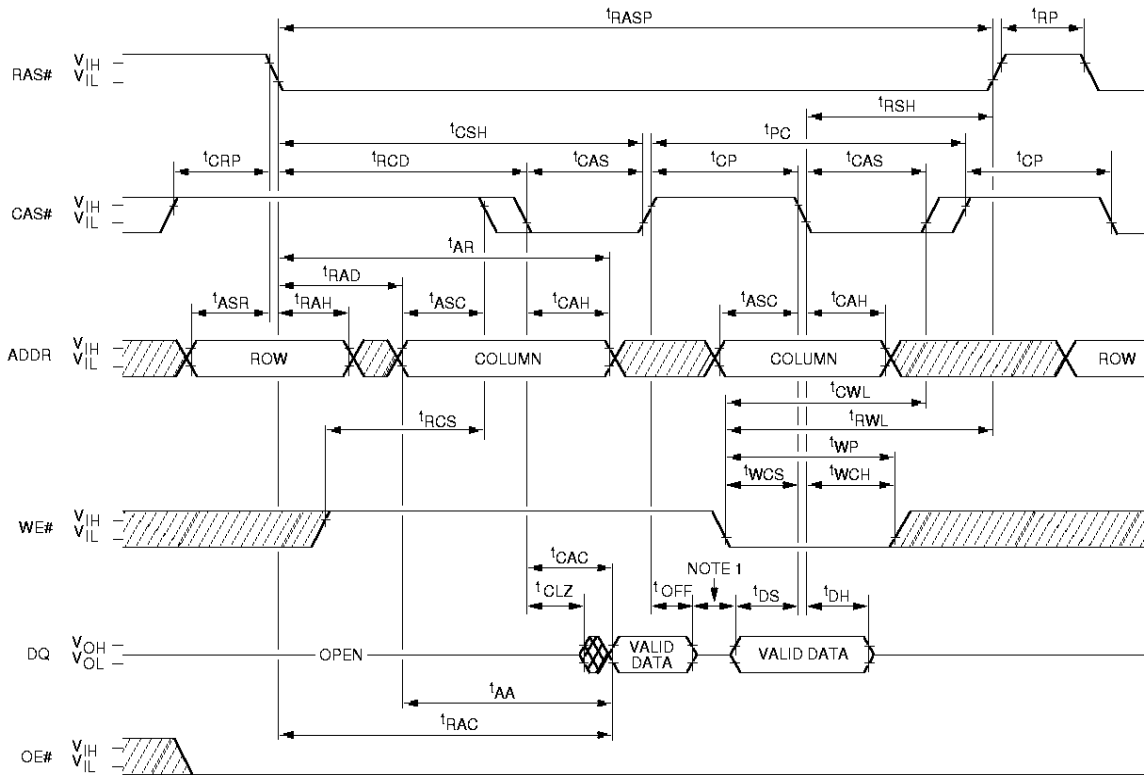 tRASP tRP
RAS# VIH
VIL
tRSH
tCSH tPC
tCRP tRCD tCAS tCP tCAS tCP
CAS# VIH
VIL
tAR
tRAD
tASR tRAH tASC tCAH tASC tCAH
ADDR VIH
VIL
ROW COLUMN COLUMN ROW
tCWL
tRCS tRWL
tWP
tWCS tWCH
WE# VIH
VIL
tCAC NOTE 1
tCLZ tOFF tDS tDH
DQ VOH
VOL
OPEN VALID DATA VALID DATA
tAA
tRAC
OE# VIH
VIL